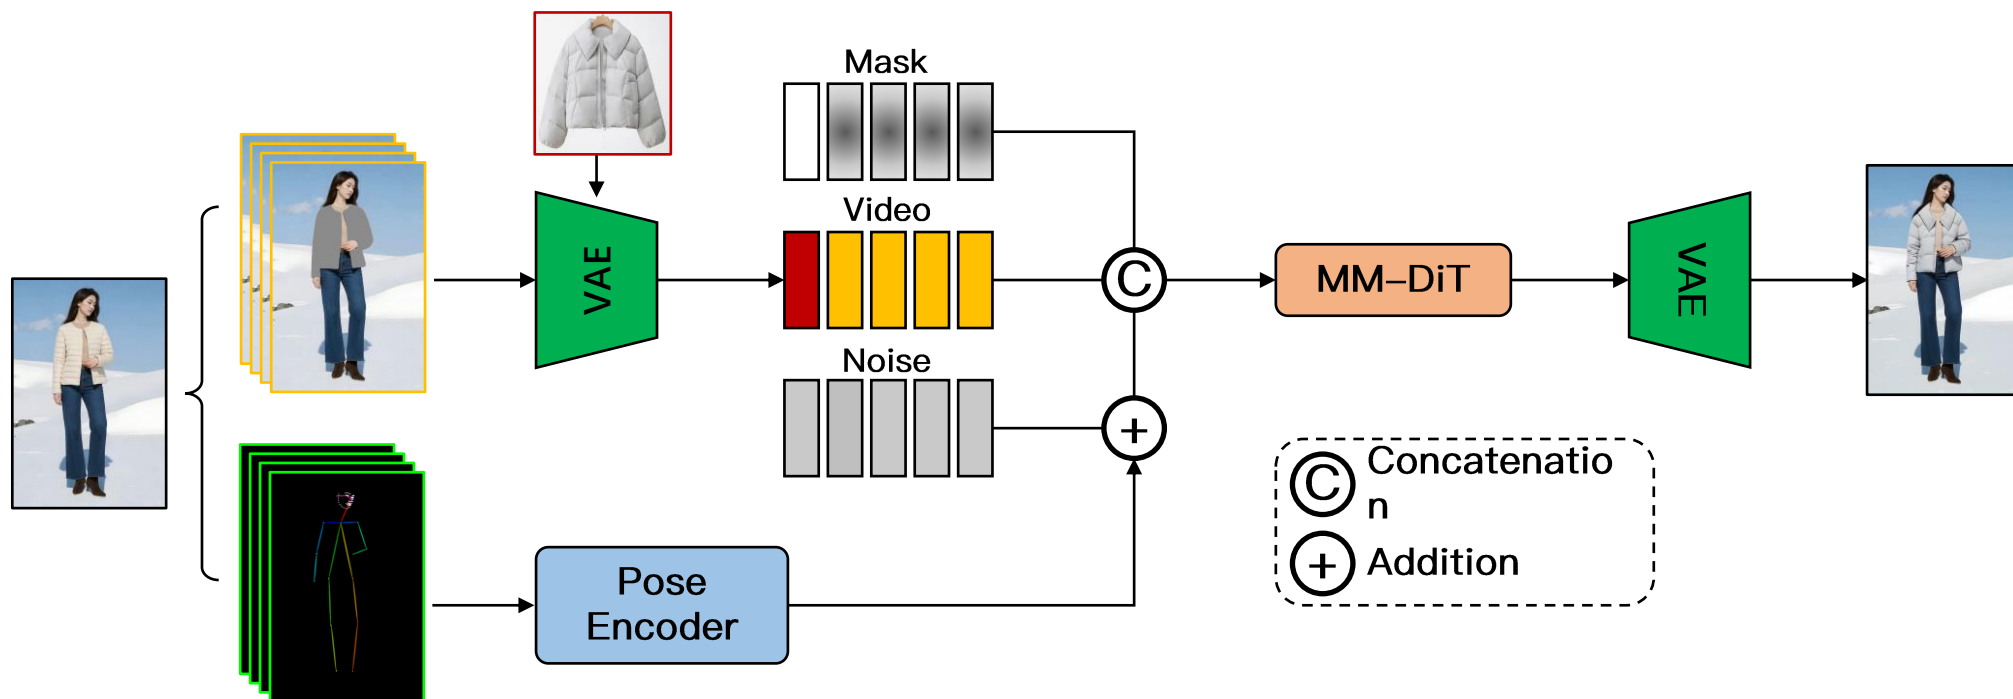 Mask
VAE
Video
C
MM–DiT
VAE
Noise
+
Pose
Encoder
C Concatenatio
n
+ Addition